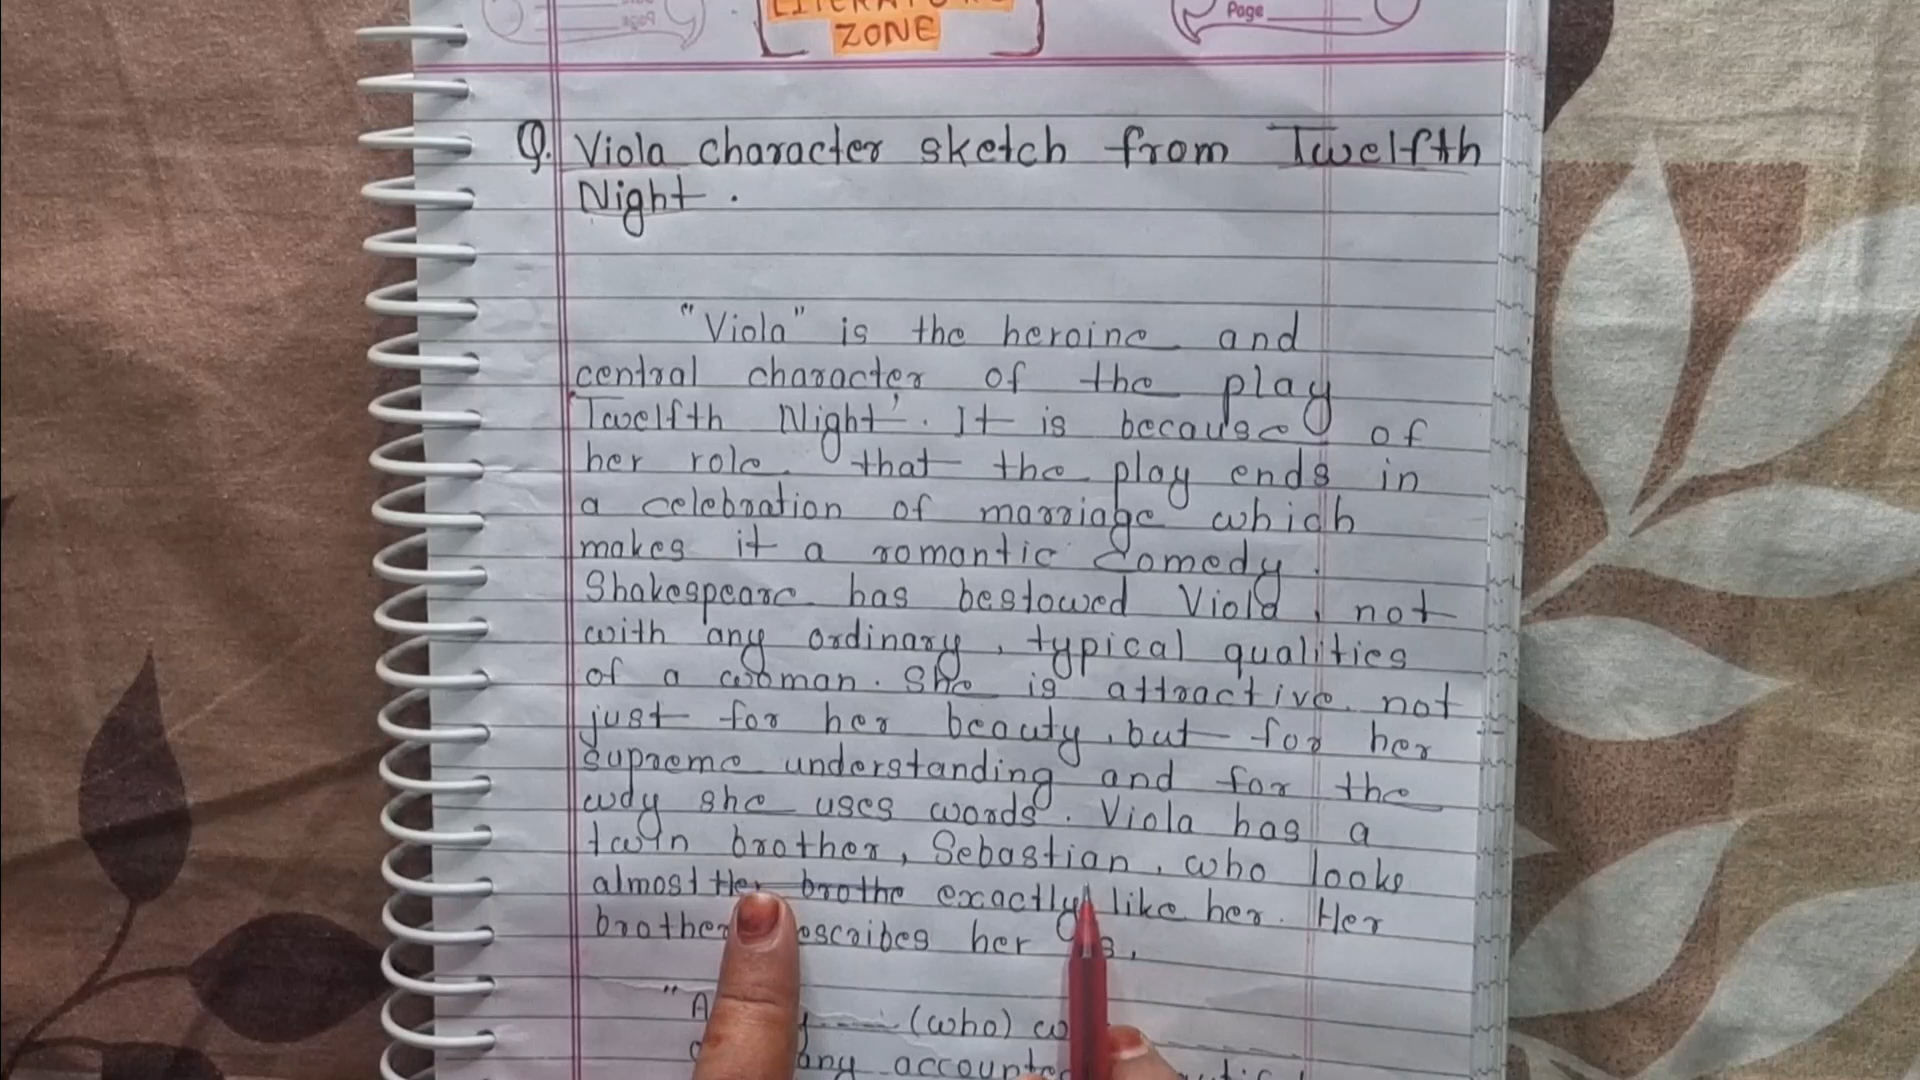 ZONE
Page
Q. Viola character sketch from Twelfth
Night.
"Viola" is the heroine and
central character of the play
'Twelfth Night'. It is because of
her role that the play ends in
a celebration of marriage which
makes it a romantic comedy.
Shakespeare has bestowed Viola, not
with any ordinary, typical qualities
of a woman. She is attractive not
just for her beauty, but for her
supreme understanding and for the
way she uses words. Viola has a
twin brother, Sebastian, who looks
almost Her brothe exactly like her. Her
brother describes her as,
"A ---- (who) w
any